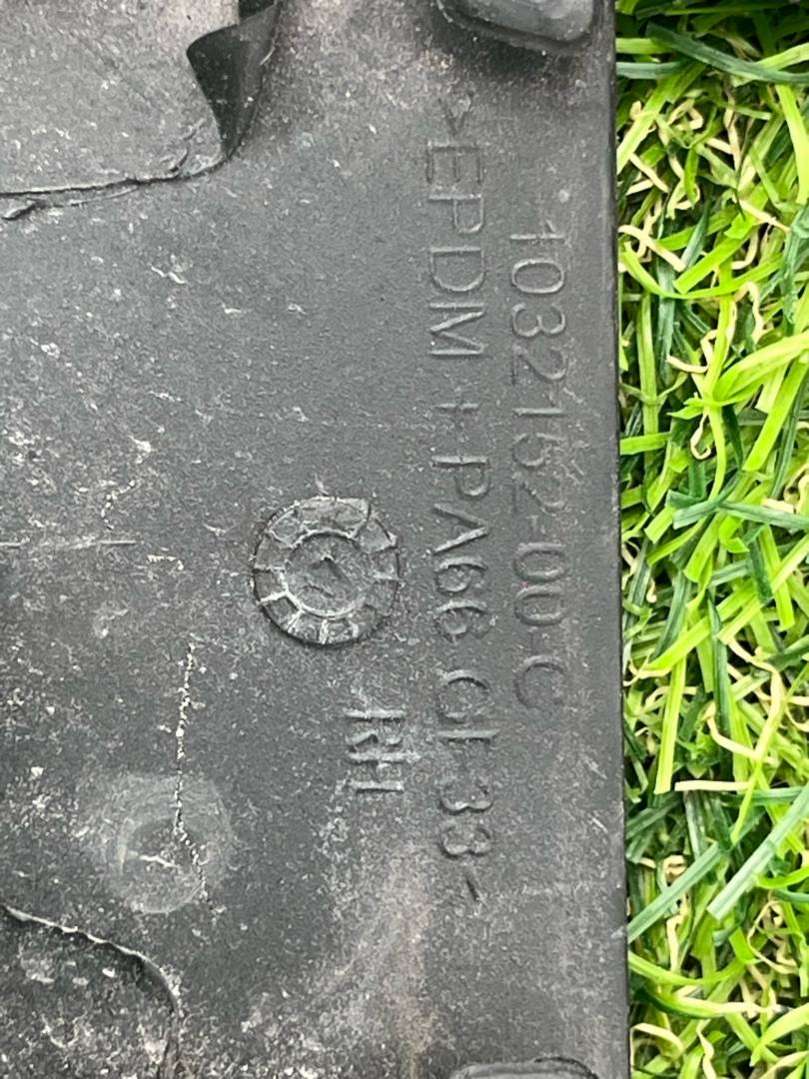 1032152-00-C
>EPDM + PA66 GF33<
RH